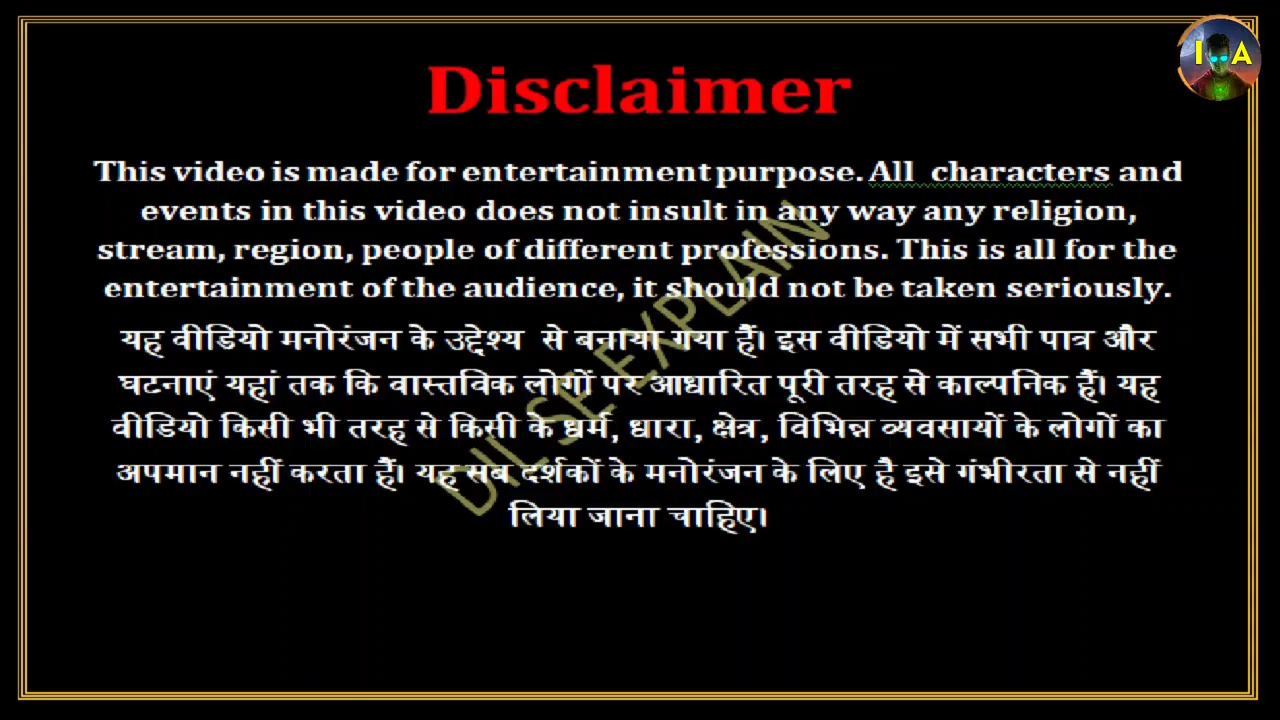 I A
Disclaimer
This video is made for entertainment purpose. All characters and
events in this video does not insult in any way any religion,
stream, region, people of different professions. This is all for the
entertainment of the audience, it should not be taken seriously.
यह वीडियो मनोरंजन के उद्देश्य से बनाया गया हैं। इस वीडियो में सभी पात्र और
घटनाएं यहां तक कि वास्तविक लोगों पर आधारित पूरी तरह से काल्पनिक हैं। यह
वीडियो किसी भी तरह से किसी के धर्म, धारा, क्षेत्र, विभिन्न व्यवसायों के लोगों का
अपमान नहीं करता हैं। यह सब दर्शकों के मनोरंजन के लिए है इसे गंभीरता से नहीं
लिया जाना चाहिए।
DIL SE EXPLAIN